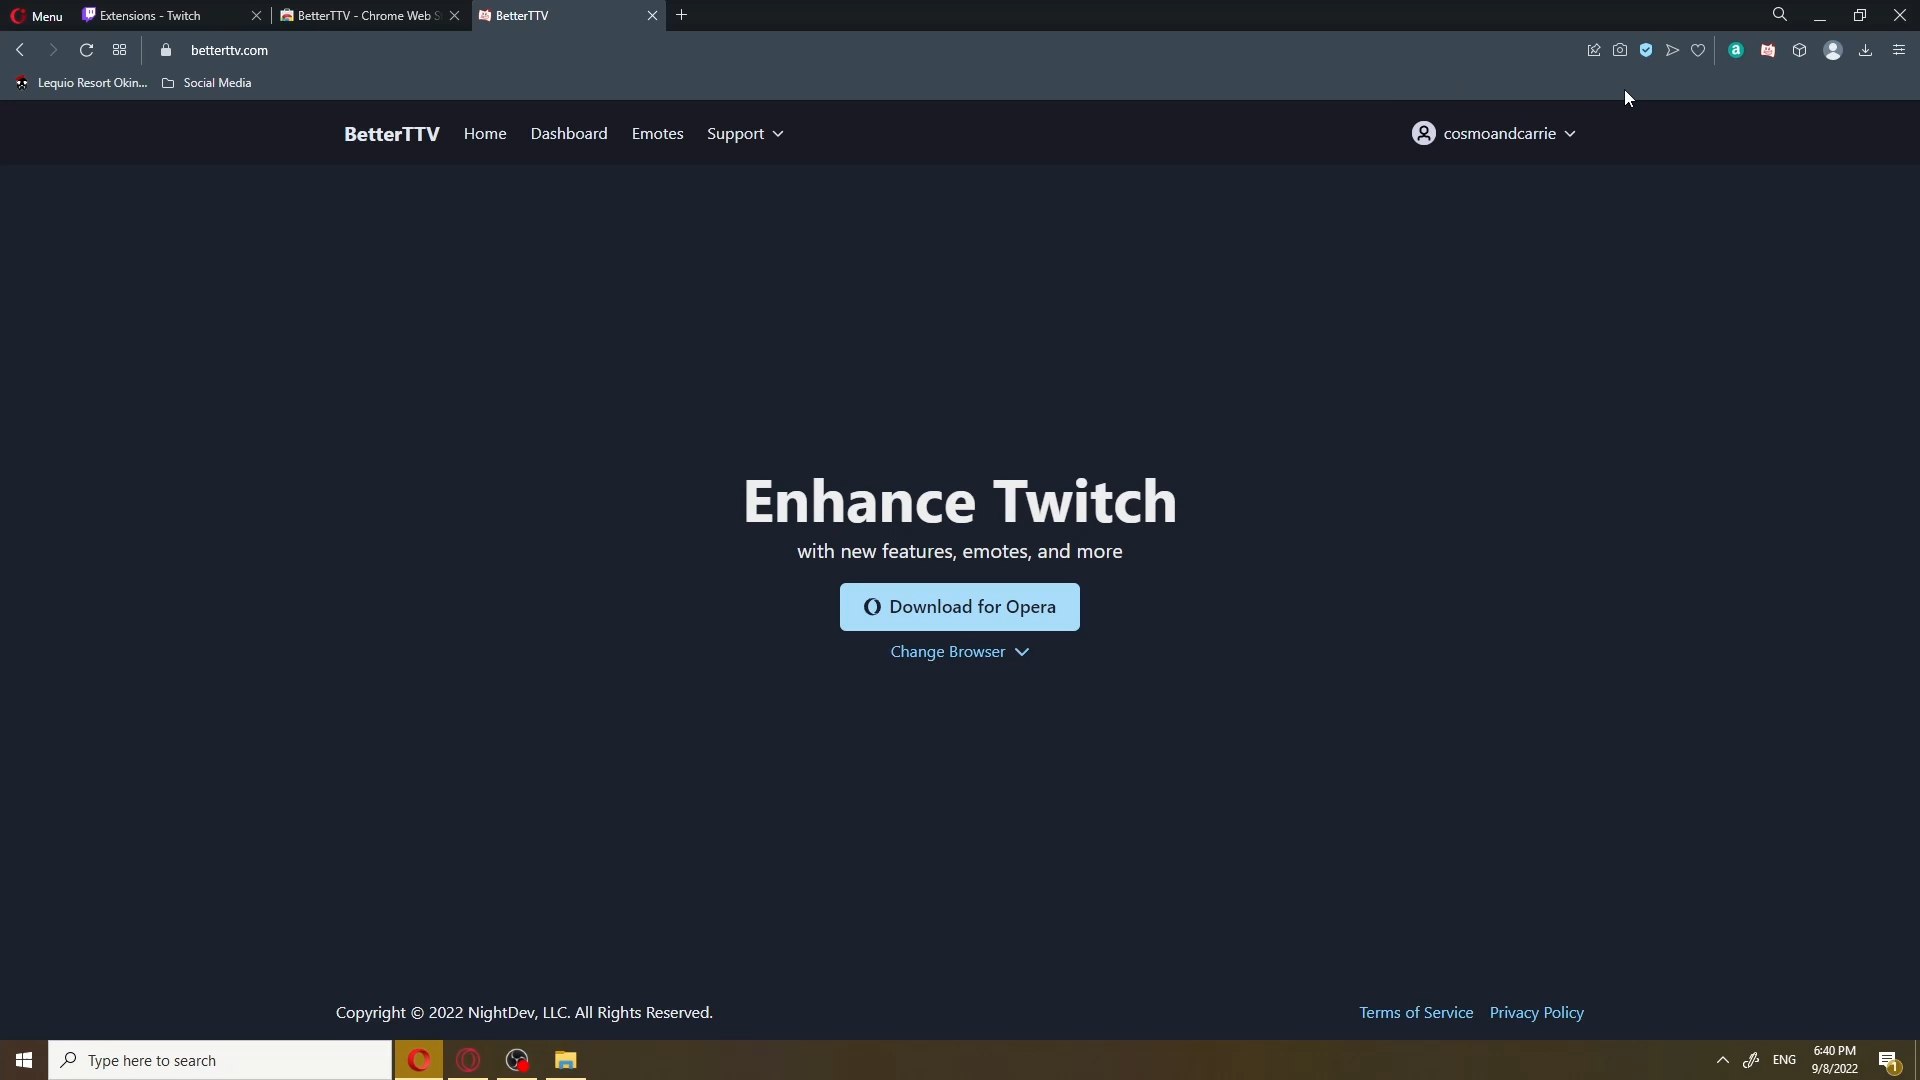 Menu
Extensions - Twitch
BetterTTV - Chrome Web S
BetterTTV
betterttv.com
Lequio Resort Okin...
Social Media
BetterTTV
Home
Dashboard
Emotes
Support
cosmoandcarrie
Enhance Twitch
with new features, emotes, and more
Download for Opera
Change Browser
Copyright © 2022 NightDev, LLC. All Rights Reserved.
Terms of Service
Privacy Policy
Type here to search
ENG
6:40 PM
9/8/2022
1